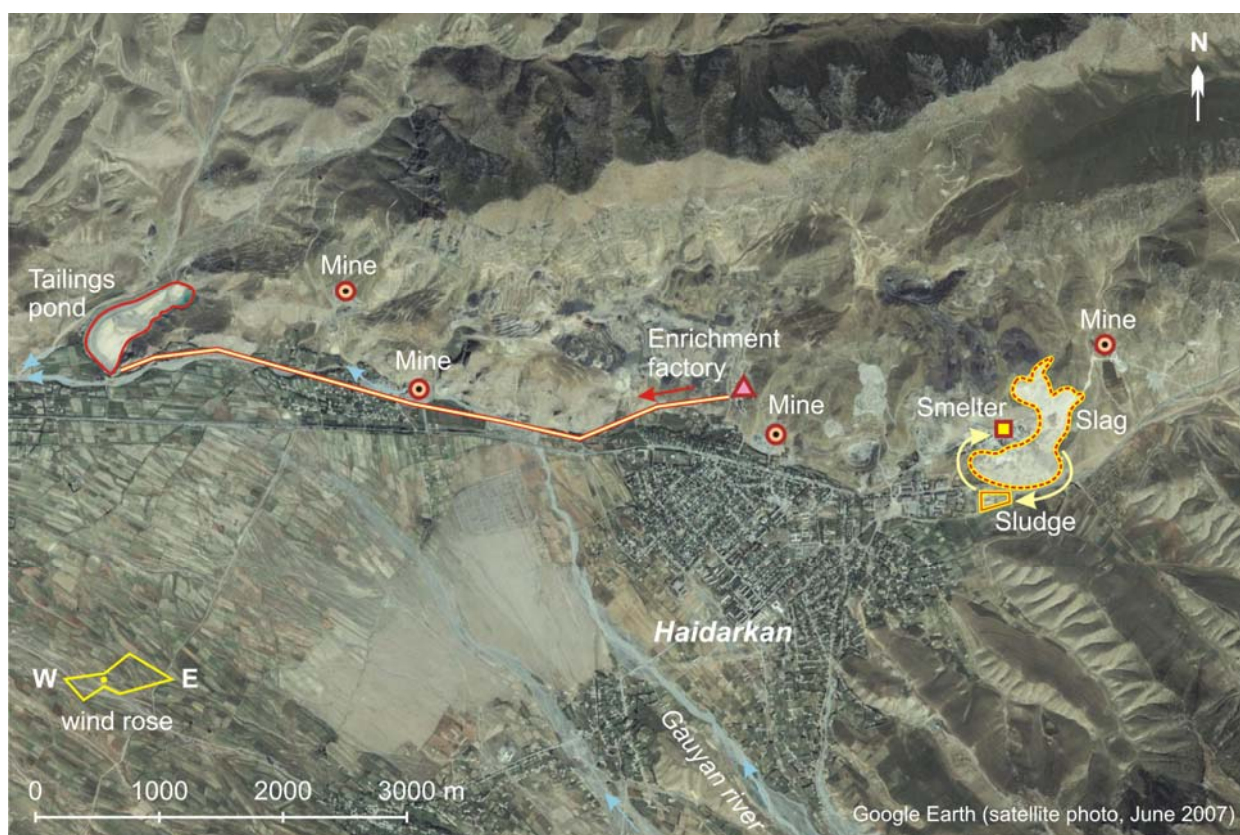 N
Tailings
pond
Mine
Mine
Enrichment
factory
Mine
Mine
Smelter
Slag
Sludge
Haidarkan
Gauyan river
W E
wind rose
0 1000 2000 3000 m
Google Earth (satellite photo, June 2007)